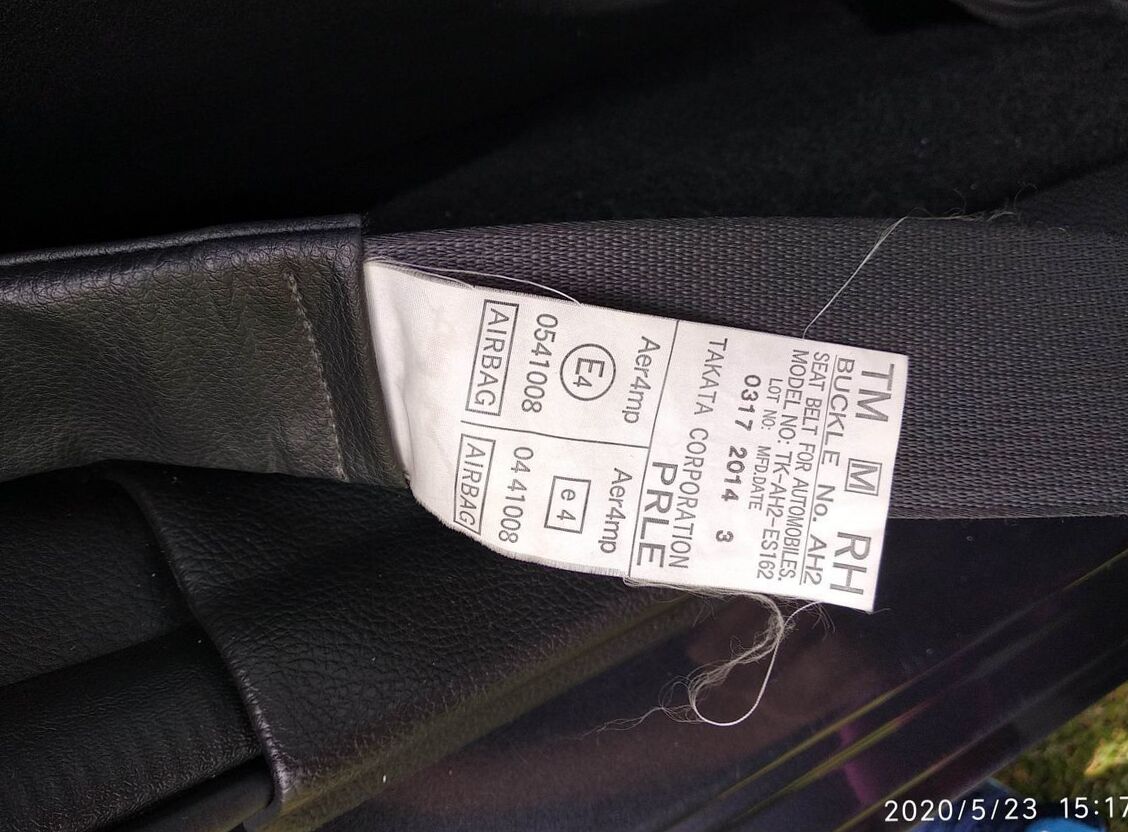 TM M RH
BUCKLE No. AH2
SEAT BELT FOR AUTOMOBILES.
MODEL NO: TK-AH2-ES162
LOT NO: MFD.DATE
0317 2014 3
TAKATA CORPORATION
PRLE
Aer4mp
E4
0541008
AIRBAG
Aer4mp
e4
04 41008
AIRBAG
2020/5/23 15:17